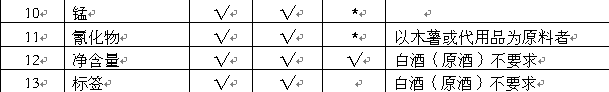 10 锰 √ √ *
11 氰化物 √ √ * 以木薯或代用品为原料者
12 净含量 √ √ √ 白酒（原酒）不要求
13 标签 √ √ 白酒（原酒）不要求